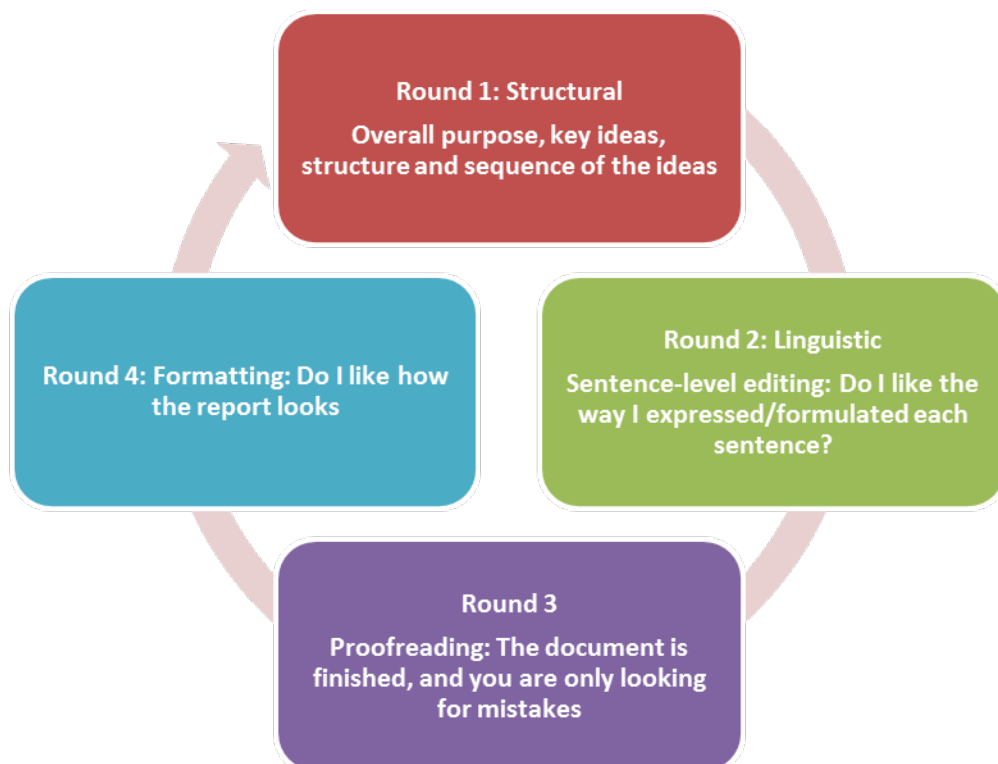 Round 1: Structural
Overall purpose, key ideas,
structure and sequence of the ideas
Round 2: Linguistic
Sentence-level editing: Do I like the
way I expressed/formulated each
sentence?
Round 3
Proofreading: The document is
finished, and you are only looking
for mistakes
Round 4: Formatting: Do I like how
the report looks